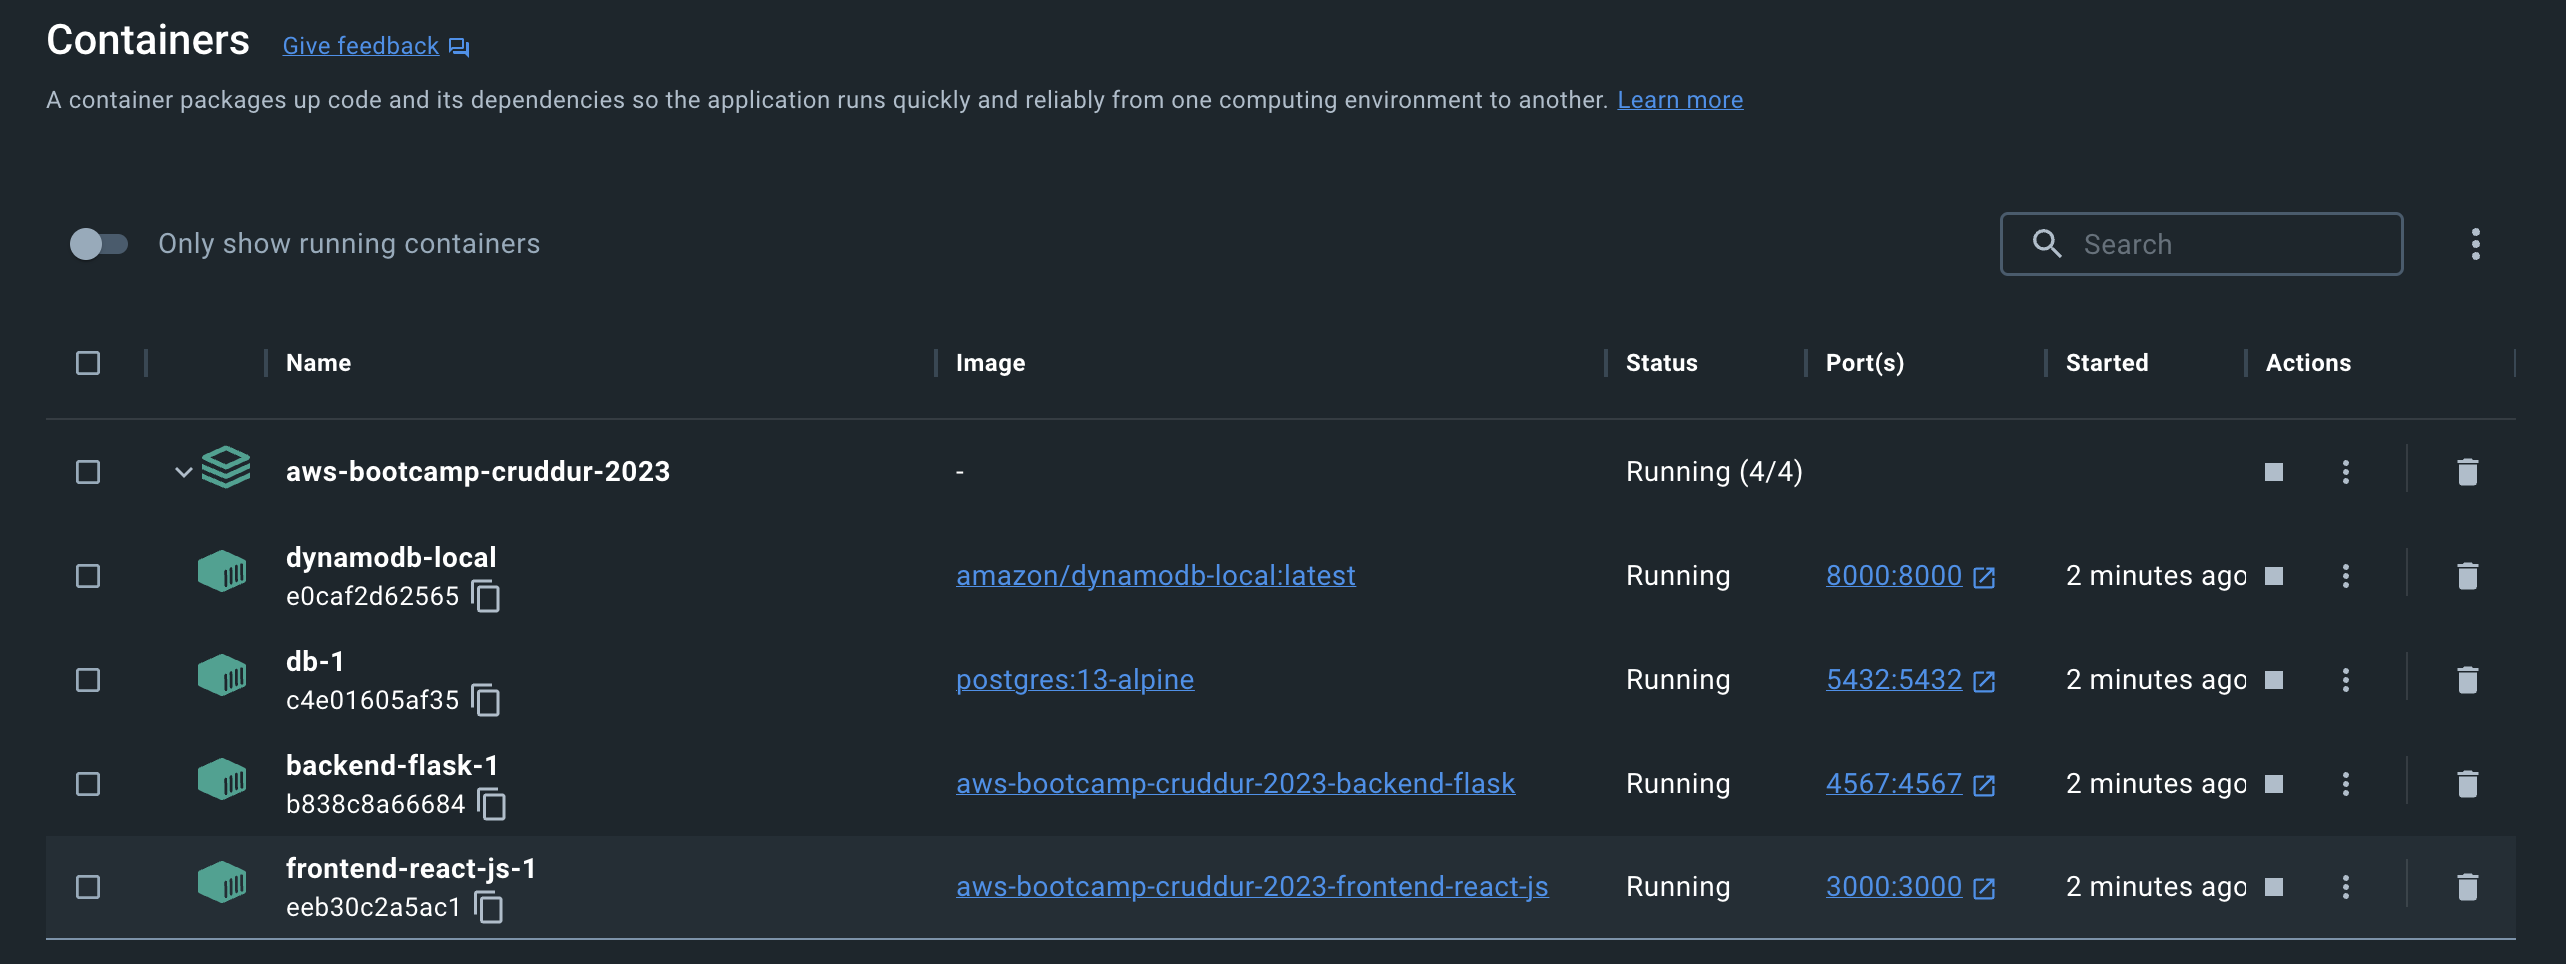 Containers Give feedback
A container packages up code and its dependencies so the application runs quickly and reliably from one computing environment to another. Learn more
Only show running containers Search
Name Image Status Port(s) Started Actions
aws-bootcamp-cruddur-2023 - Running (4/4)
dynamodb-local
e0caf2d62565 amazon/dynamodb-local:latest Running 8000:8000 2 minutes ago
db-1
c4e01605af35 postgres:13-alpine Running 5432:5432 2 minutes ago
backend-flask-1
b838c8a66684 aws-bootcamp-cruddur-2023-backend-flask Running 4567:4567 2 minutes ago
frontend-react-js-1
eeb30c2a5ac1 aws-bootcamp-cruddur-2023-frontend-react-js Running 3000:3000 2 minutes ago